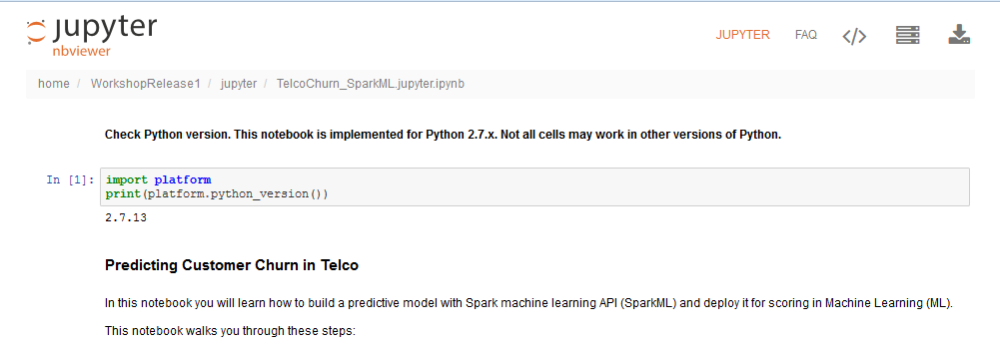 jupyter
nbviewer
JUPYTER FAQ </>
home / WorkshopRelease1 / jupyter / TelcoChurn_SparkML.jupyter.ipynb
Check Python version. This notebook is implemented for Python 2.7.x. Not all cells may work in other versions of Python.
In [1]: import platform
print(platform.python_version())
2.7.13
Predicting Customer Churn in Telco
In this notebook you will learn how to build a predictive model with Spark machine learning API (SparkML) and deploy it for scoring in Machine Learning (ML).
This notebook walks you through these steps: